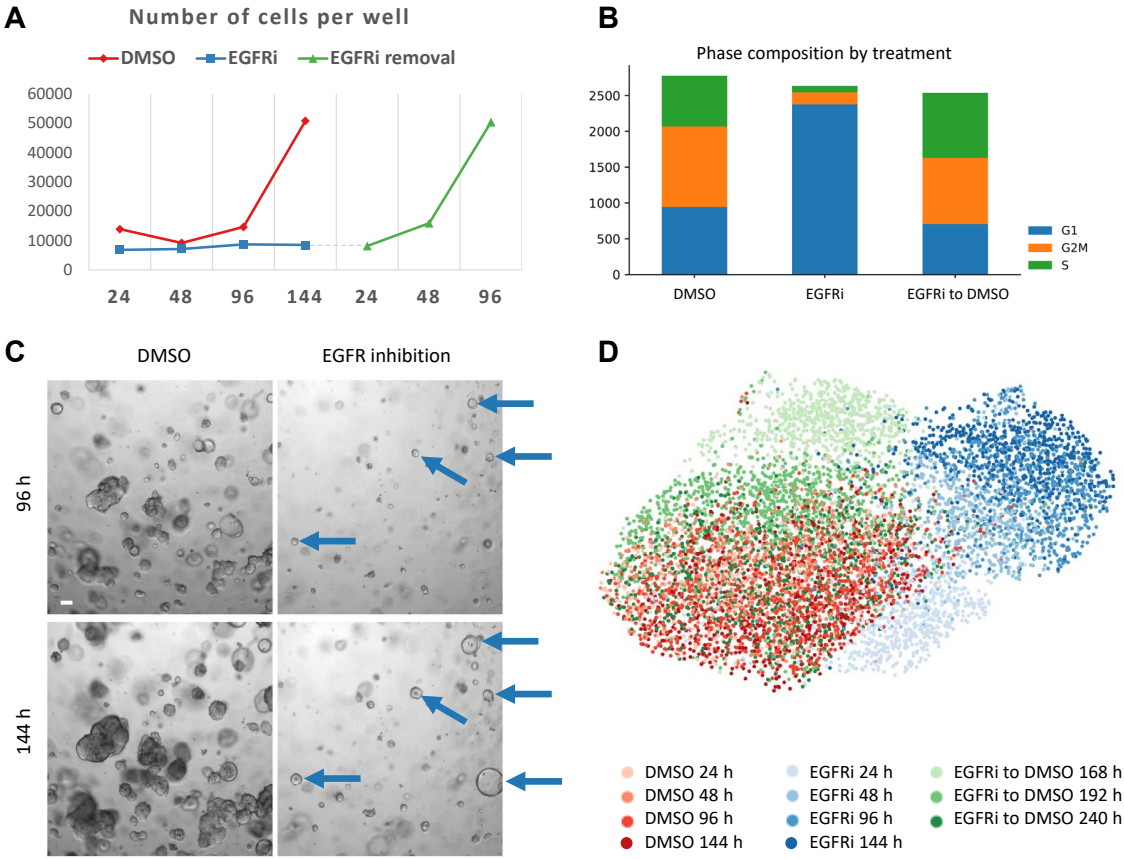 A
Number of cells per well
DMSO EGFRi EGFRi removal
60000
50000
40000
30000
20000
10000
0
24 48 96 144 24 48 96
B
Phase composition by treatment
2500
2000
1500
1000
500
0
DMSO EGFRi EGFRi to DMSO
G1
G2M
S
C
DMSO EGFR inhibition
96 h
144 h
D
DMSO 24 h EGFRi 24 h EGFRi to DMSO 168 h
DMSO 48 h EGFRi 48 h EGFRi to DMSO 192 h
DMSO 96 h EGFRi 96 h EGFRi to DMSO 240 h
DMSO 144 h EGFRi 144 h